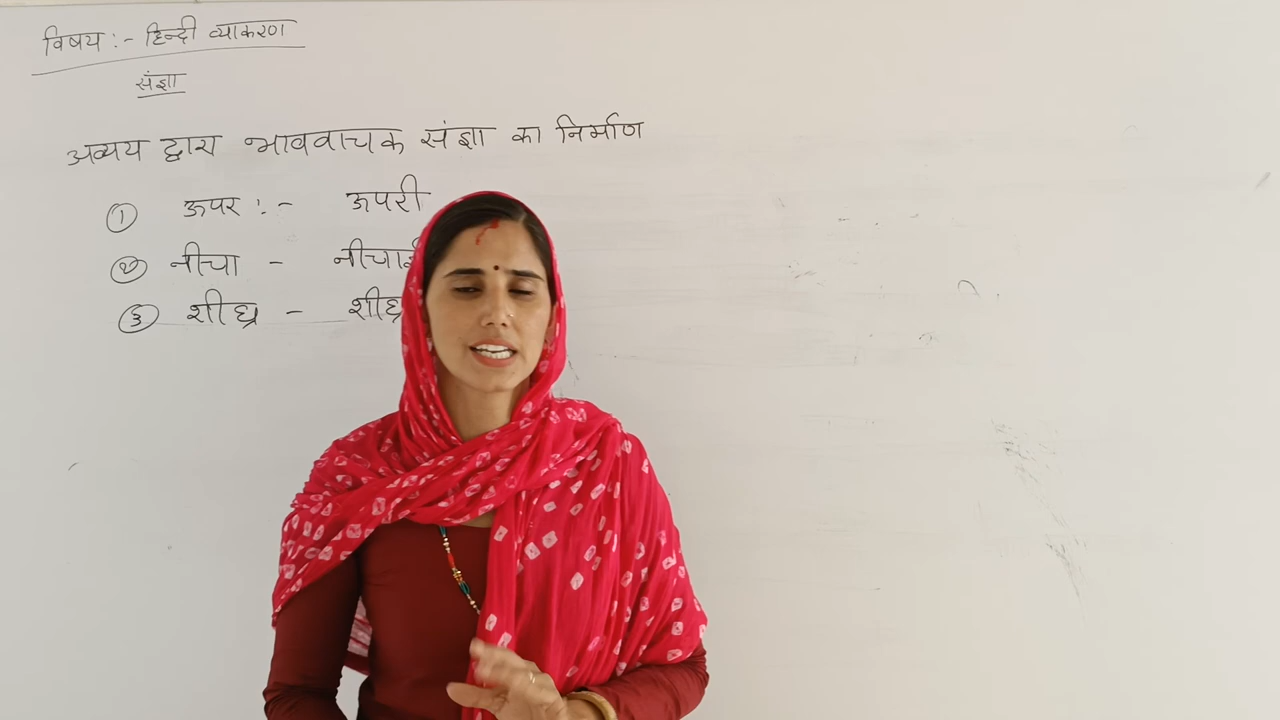 विषय :- हिन्दी व्याकरण
संज्ञा
अव्यय द्वारा भाववाचक संज्ञा का निर्माण
① ऊपर :- ऊपरी
② नीचा -
③ शीघ्र -